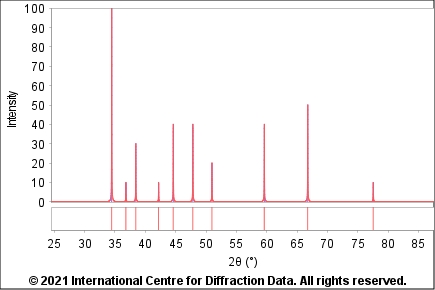 100
90
80
70
60
50
40
30
20
10
0
Intensity
25 30 35 40 45 50 55 60 65 70 75 80 85
2θ (°)
© 2021 International Centre for Diffraction Data. All rights reserved.